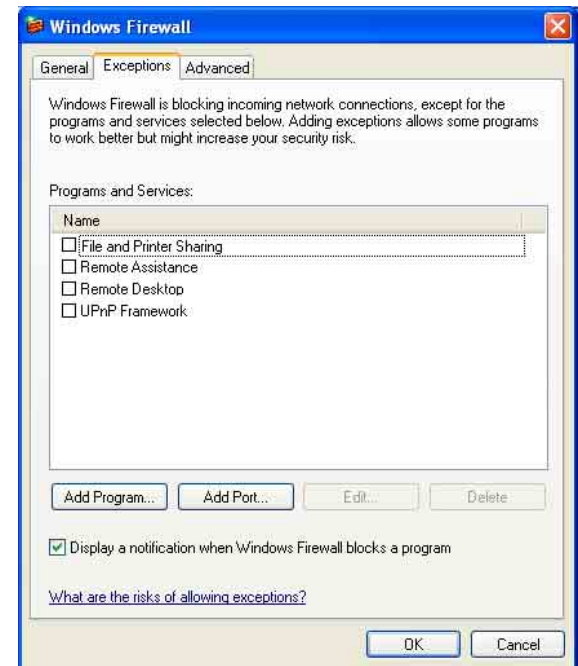 Windows Firewall
General Exceptions Advanced
Windows Firewall is blocking incoming network connections, except for the
programs and services selected below. Adding exceptions allows some programs
to work better but might increase your security risk.
Programs and Services:
Name
File and Printer Sharing
Remote Assistance
Remote Desktop
UPnP Framework
Add Program... Add Port... Edit... Delete
Display a notification when Windows Firewall blocks a program
What are the risks of allowing exceptions?
OK Cancel